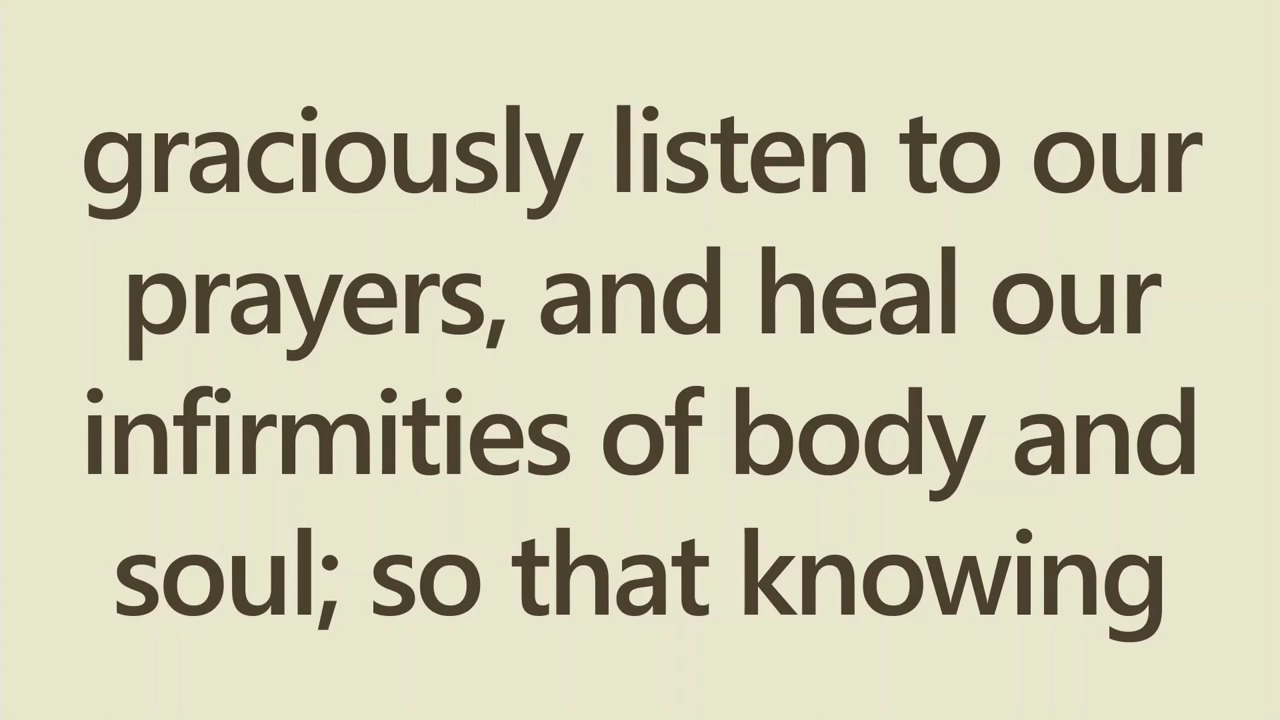 graciously listen to our
prayers, and heal our
infirmities of body and
soul; so that knowing